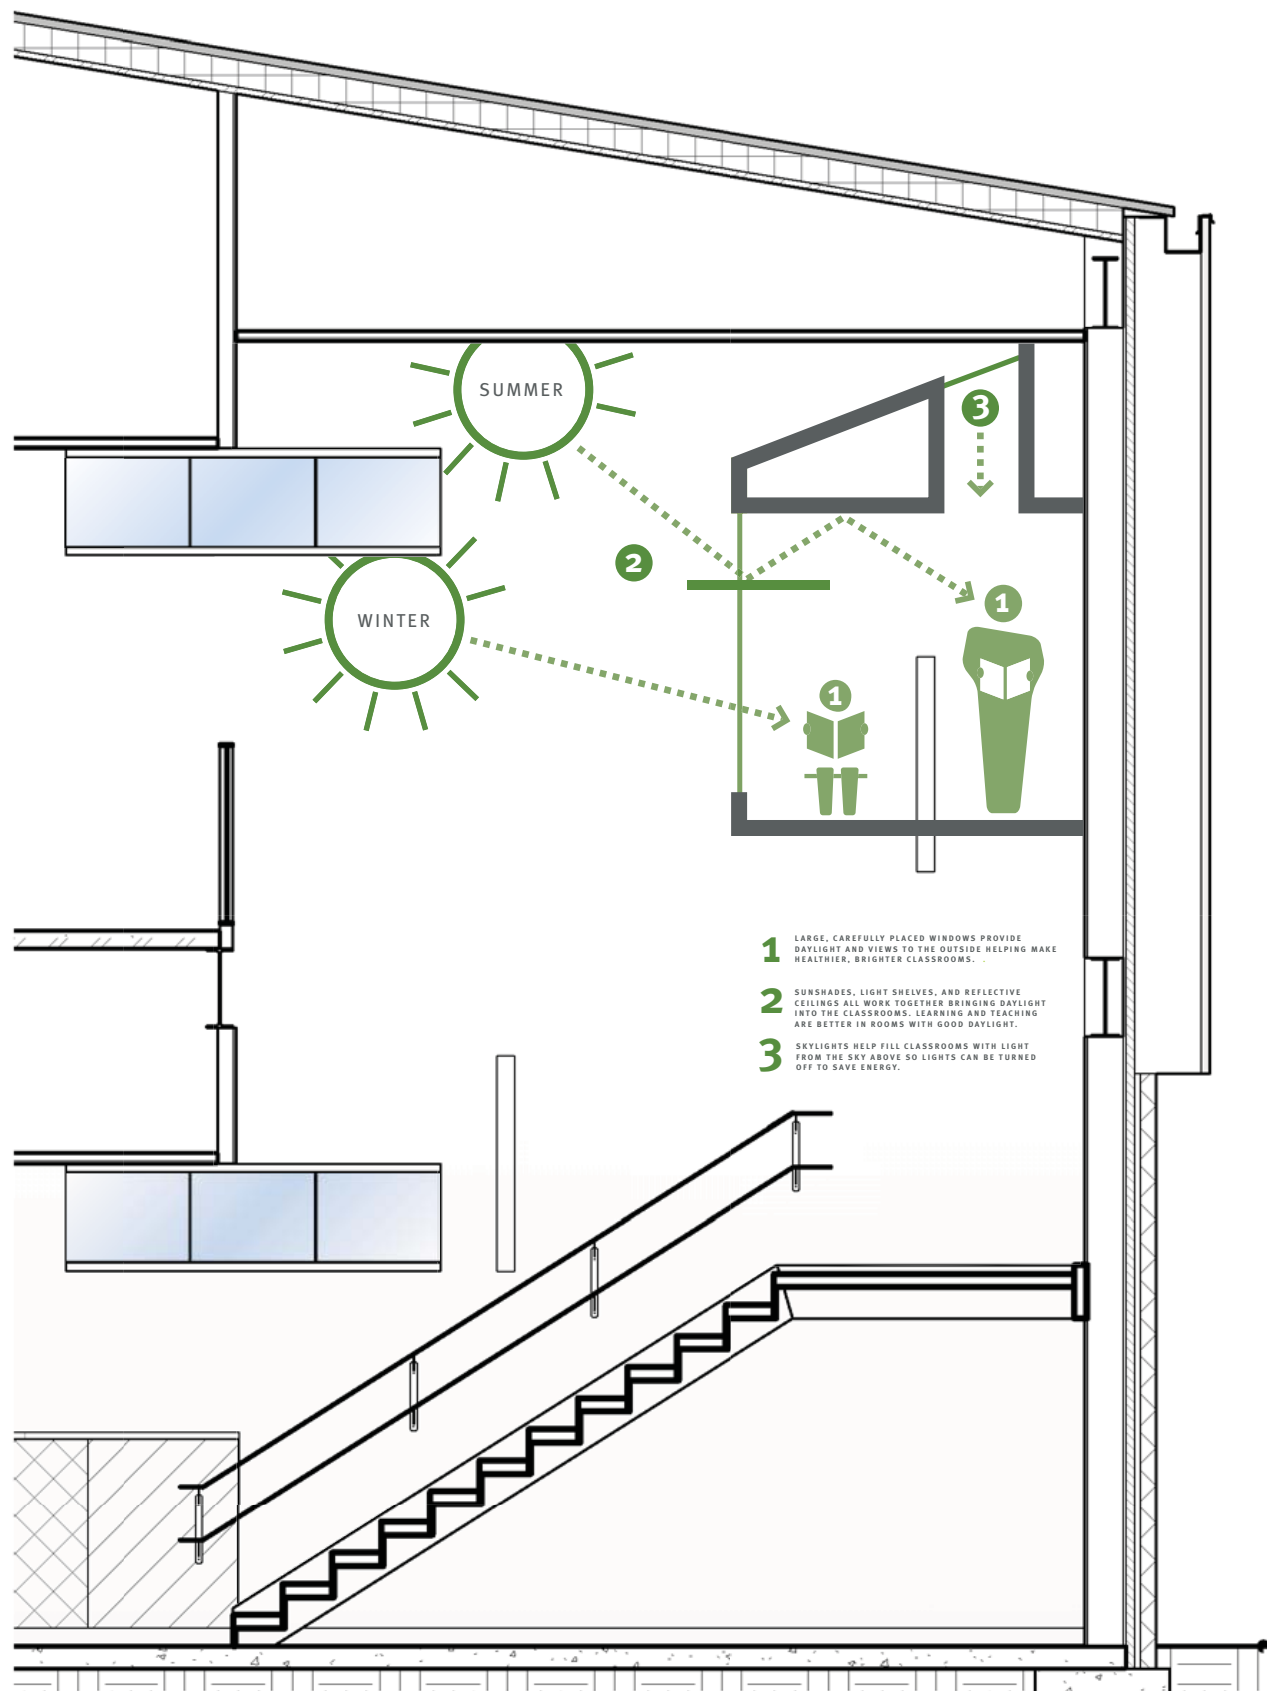 SUMMER
3
2
WINTER
1
1
1 LARGE, CAREFULLY PLACED WINDOWS PROVIDE
DAYLIGHT AND VIEWS TO THE OUTSIDE HELPING MAKE
HEALTHIER, BRIGHTER CLASSROOMS.
2 SUNSHADES, LIGHT SHELVES, AND REFLECTIVE
CEILINGS ALL WORK TOGETHER BRINGING DAYLIGHT
INTO THE CLASSROOMS. LEARNING AND TEACHING
ARE BETTER IN ROOMS WITH GOOD DAYLIGHT.
3 SKYLIGHTS HELP FILL CLASSROOMS WITH LIGHT
FROM THE SKY ABOVE SO LIGHTS CAN BE TURNED
OFF TO SAVE ENERGY.